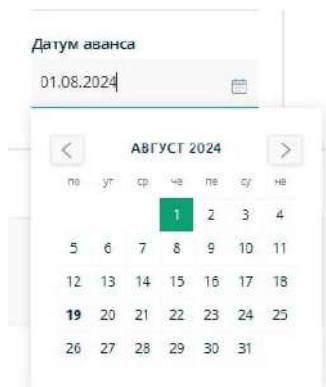 Датум аванса
01.08.2024
АВГУСТ 2024
по ут ср че пе су не
1 2 3 4
5 6 7 8 9 10 11
12 13 14 15 16 17 18
19 20 21 22 23 24 25
26 27 28 29 30 31